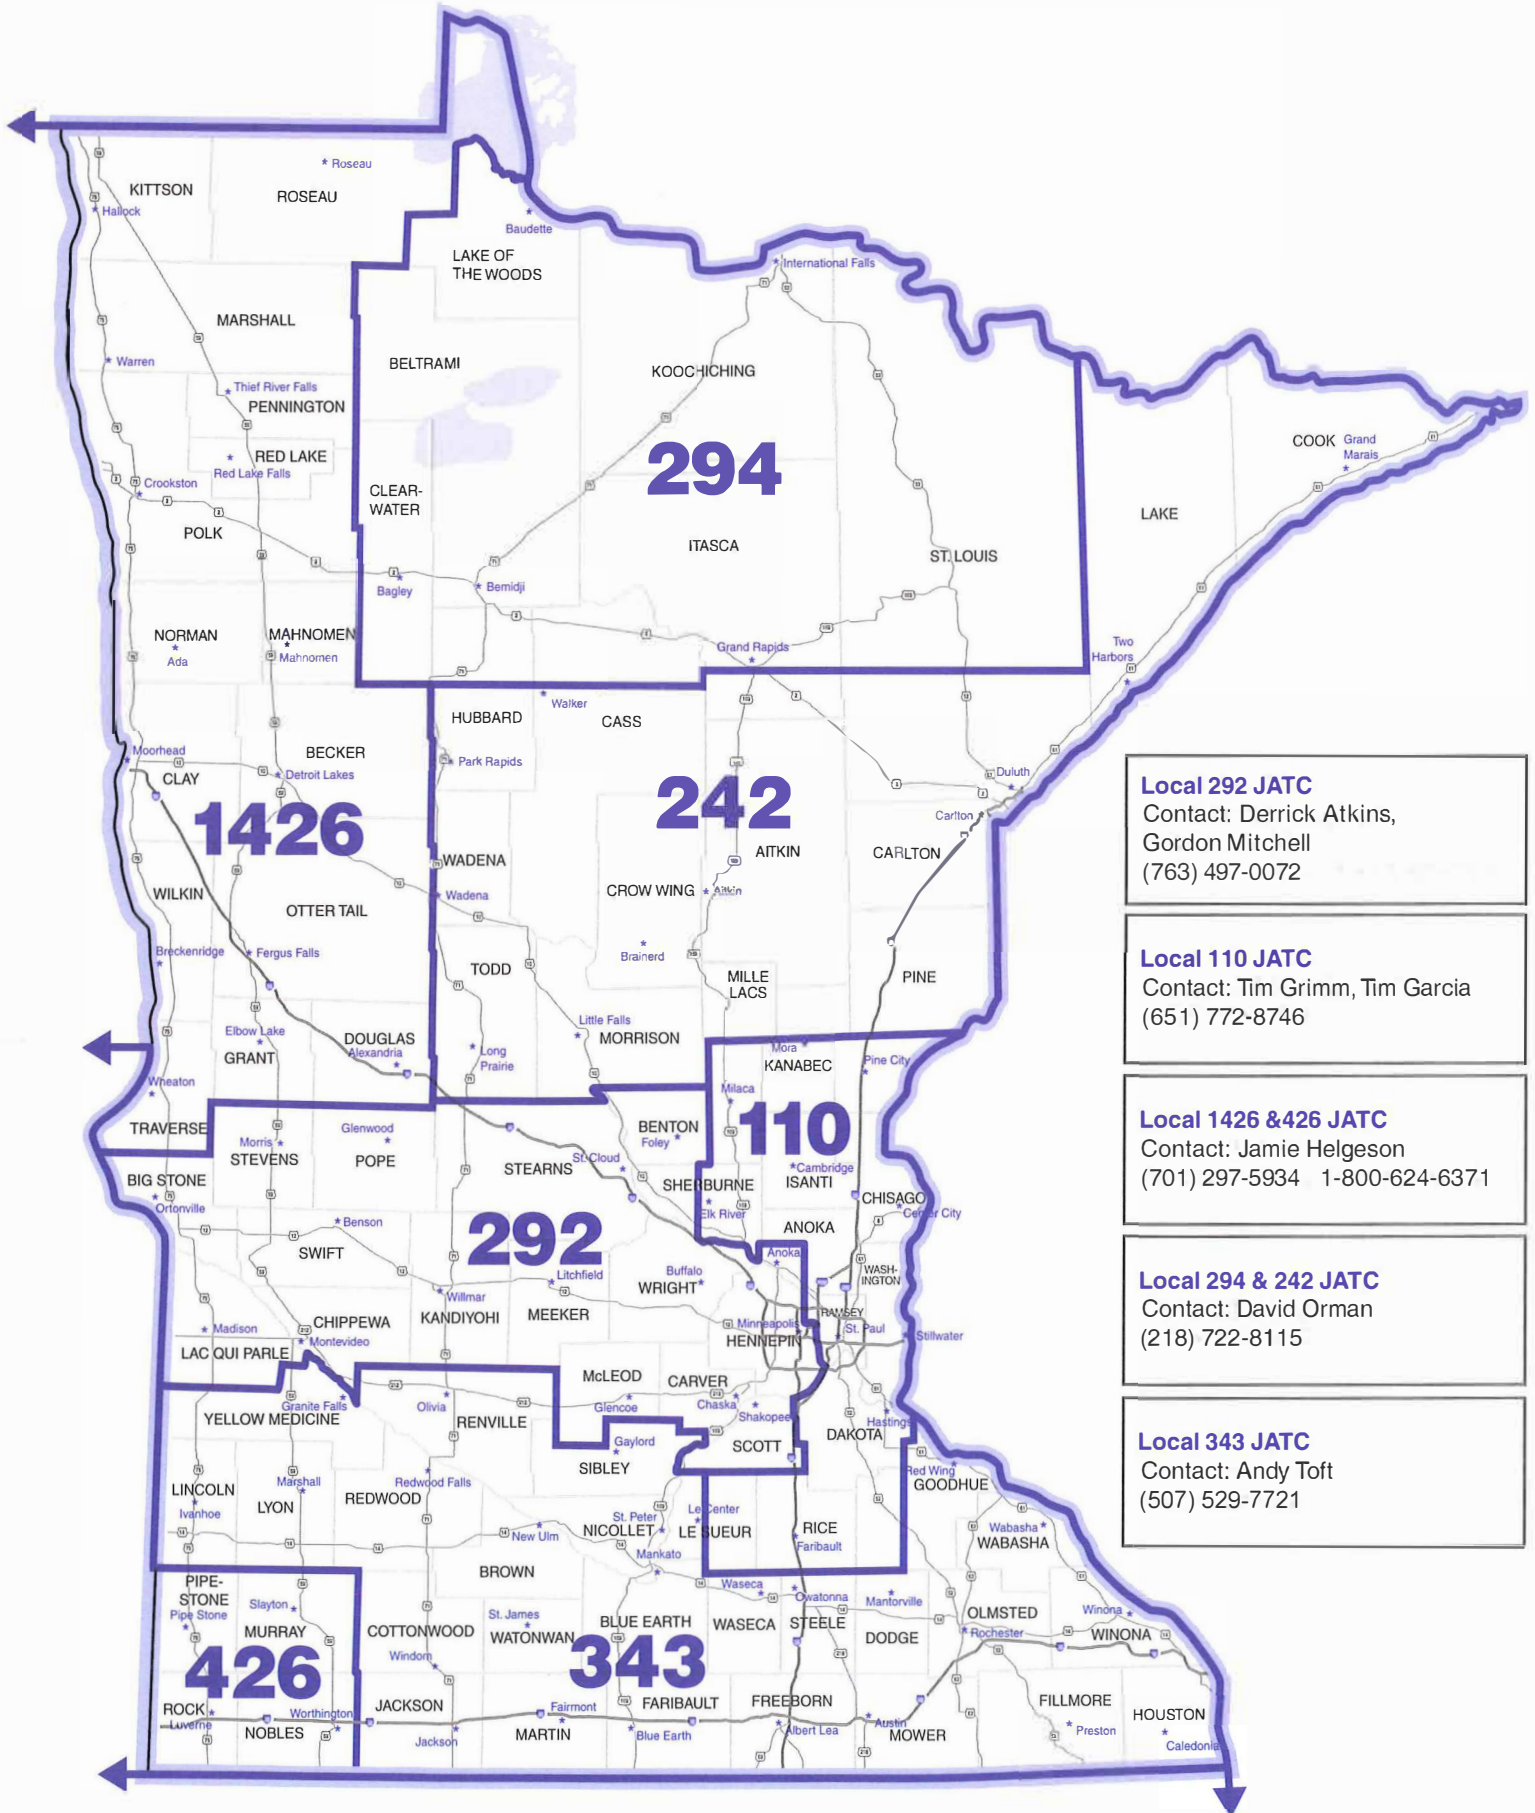 Roseau
KITTSON
ROSEAU
Hallock
Baudette
LAKE OF
THE WOODS
International Falls
MARSHALL
BELTRAMI
KOOCHICHING
Warren
Thief River Falls
PENNINGTON
COOK
Grand
Marais
RED LAKE
Red Lake Falls
294
Crookston
CLEAR-
WATER
LAKE
POLK
ITASCA
ST. LOUIS
Bagley
Bemidji
NORMAN
MAHNOMEN
Ada
Mahnomen
Grand Rapids
Two
Harbors
Walker
HUBBARD
CASS
Moorhead
BECKER
Park Rapids
CLAY
Detroit Lakes
Duluth
1426
242
Carlton
WADENA
AITKIN
CARLTON
WILKIN
Wadena
CROW WING
Aitkin
OTTER TAIL
Breckenridge
Fergus Falls
Brainerd
TODD
MILLE
LACS
PINE
Elbow Lake
DOUGLAS
Little Falls
MORRISON
GRANT
Alexandria
Long
Prairie
Mora
KANABEC
Pine City
Wheaton
Milaca
TRAVERSE
Glenwood
BENTON
110
Morris
Foley
STEVENS
POPE
STEARNS
St. Cloud
Cambridge
BIG STONE
SHERBURNE
ISANTI
Ortonville
Elk River
CHISAGO
Center City
Benson
292
ANOKA
SWIFT
Anoka
Litchfield
Buffalo
WRIGHT
WASH-
INGTON
Willmar
CHIPPEWA
KANDIYOHI
MEEKER
RAMSEY
Madison
Montevideo
Minneapolis
St. Paul
Stillwater
HENNEPIN
LAC QUI PARLE
McLEOD
CARVER
Granite Falls
Olivia
Glencoe
Chaska
Shakopee
YELLOW MEDICINE
RENVILLE
Hastings
DAKOTA
Gaylord
SCOTT
SIBLEY
Red Wing
GOODHUE
LINCOLN
Marshall
Redwood Falls
LYON
REDWOOD
Ivanhoe
St. Peter
Le Center
New Ulm
NICOLLET
LE SUEUR
RICE
Wabasha
Faribault
WABASHA
Mankato
BROWN
PIPE-
STONE
Waseca
Owatonna
Mantorville
Slayton
Pipe Stone
St. James
BLUE EARTH
WASECA
STEELE
OLMSTED
Winona
MURRAY
COTTONWOOD
WATONWAN
DODGE
Rochester
WINONA
426
Windom
343
ROCK
Luverne
Worthington
JACKSON
Fairmont
FARIBAULT
FREEBORN
FILLMORE
HOUSTON
NOBLES
Jackson
MARTIN
Blue Earth
Albert Lea
Austin
MOWER
Preston
Caledonia
Local 292 JATC
Contact: Derrick Atkins,
Gordon Mitchell
(763) 497-0072
Local 110 JATC
Contact: Tim Grimm, Tim Garcia
(651) 772-8746
Local 1426 &426 JATC
Contact: Jamie Helgeson
(701) 297-5934 1-800-624-6371
Local 294 & 242 JATC
Contact: David Orman
(218) 722-8115
Local 343 JATC
Contact: Andy Toft
(507) 529-7721